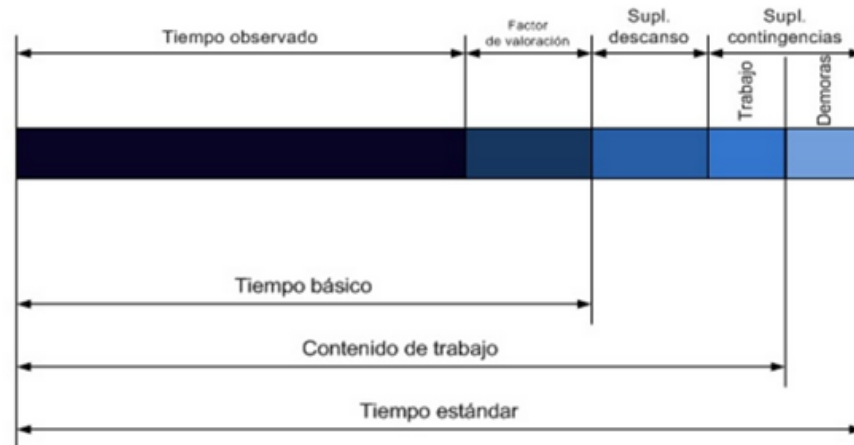 Tiempo observado
Factor
de valoración
Supl.
descanso
Supl.
contingencias
Trabajo
Demoras
Tiempo básico
Contenido de trabajo
Tiempo estándar